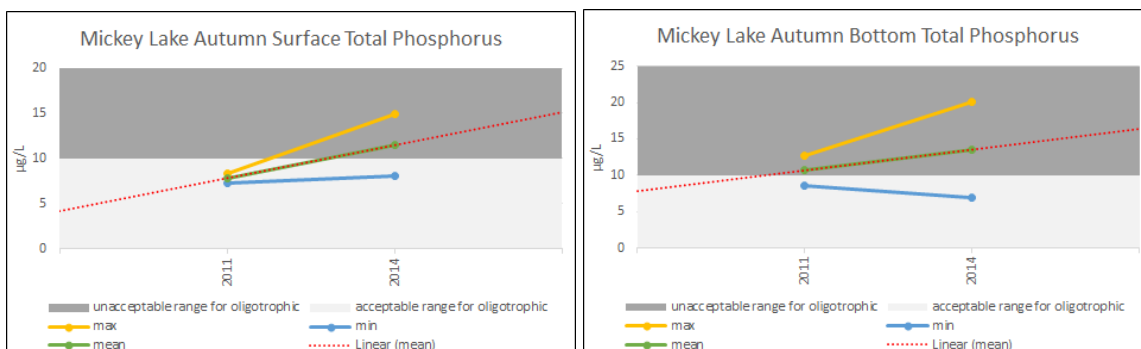 Mickey Lake Autumn Surface Total Phosphorus
20
15
10
5
0
µg/L
2011
2014
unacceptable range for oligotrophic
acceptable range for oligotrophic
max
min
mean
Linear (mean)
Mickey Lake Autumn Bottom Total Phosphorus
25
20
15
10
5
0
µg/L
2011
2014
unacceptable range for oligotrophic
acceptable range for oligotrophic
max
min
mean
Linear (mean)